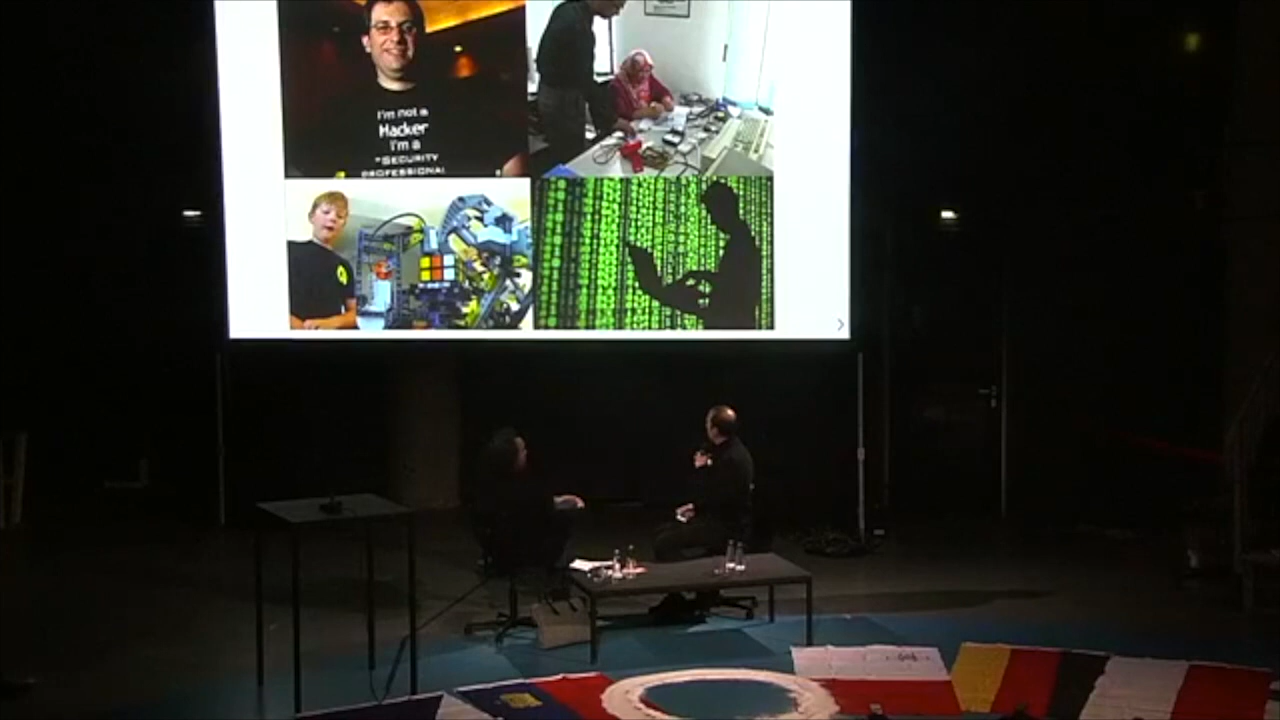 I'm not a
Hacker
I'm a
"SECURITY
PROFESSIONAL